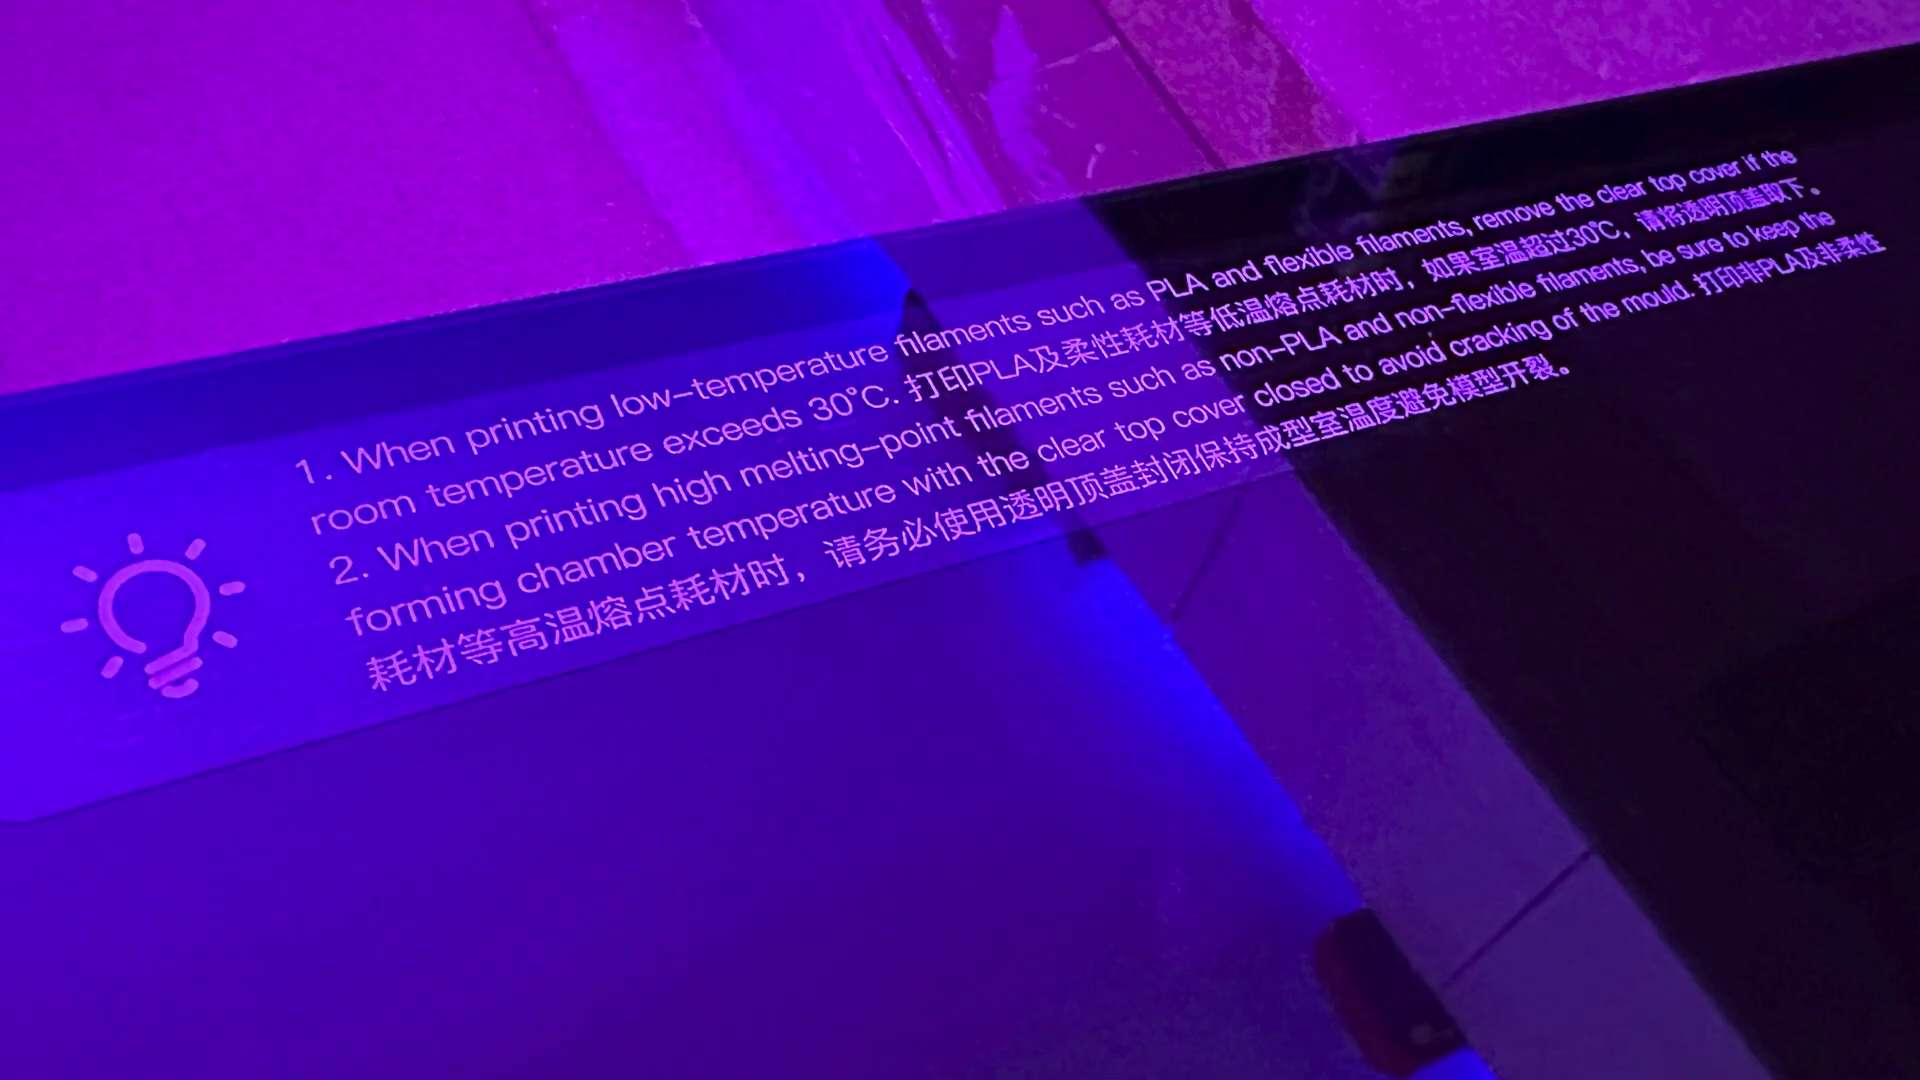 1. When printing low-temperature filaments such as PLA and flexible filaments, remove the clear top cover if the
room temperature exceeds 30°C. 打印PLA及柔性耗材等低温熔点耗材时，如果室温超过30℃，请将透明顶盖取下。
2. When printing high melting-point filaments such as non-PLA and non-flexible filaments, be sure to keep the
forming chamber temperature with the clear top cover closed to avoid cracking of the mould. 打印非PLA及非柔性
耗材等高温熔点耗材时，请务必使用透明顶盖封闭保持成型室温度避免模型开裂。